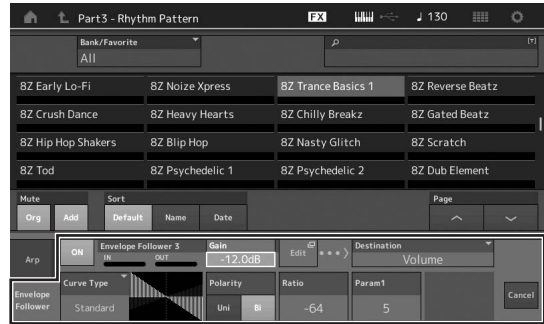 Part3 - Rhythm Pattern FX ♩ 130
Bank/Favorite
All
8Z Early Lo-Fi 8Z Noize Xpress 8Z Trance Basics 1 8Z Reverse Beatz
8Z Crush Dance 8Z Heavy Hearts 8Z Chilly Breakz 8Z Gated Beatz
8Z Hip Hop Shakers 8Z Blip Hop 8Z Nasty Glitch 8Z Scratch
8Z Tod 8Z Psychedelic 1 8Z Psychedelic 2 8Z Dub Element
Mute Sort Page
Org Add Default Name Date
Arp ON Envelope Follower 3 IN OUT Gain -12.0dB Edit Destination Volume
Envelope Follower Curve Type Standard Polarity Uni Bi Ratio -64 Param1 5 Cancel